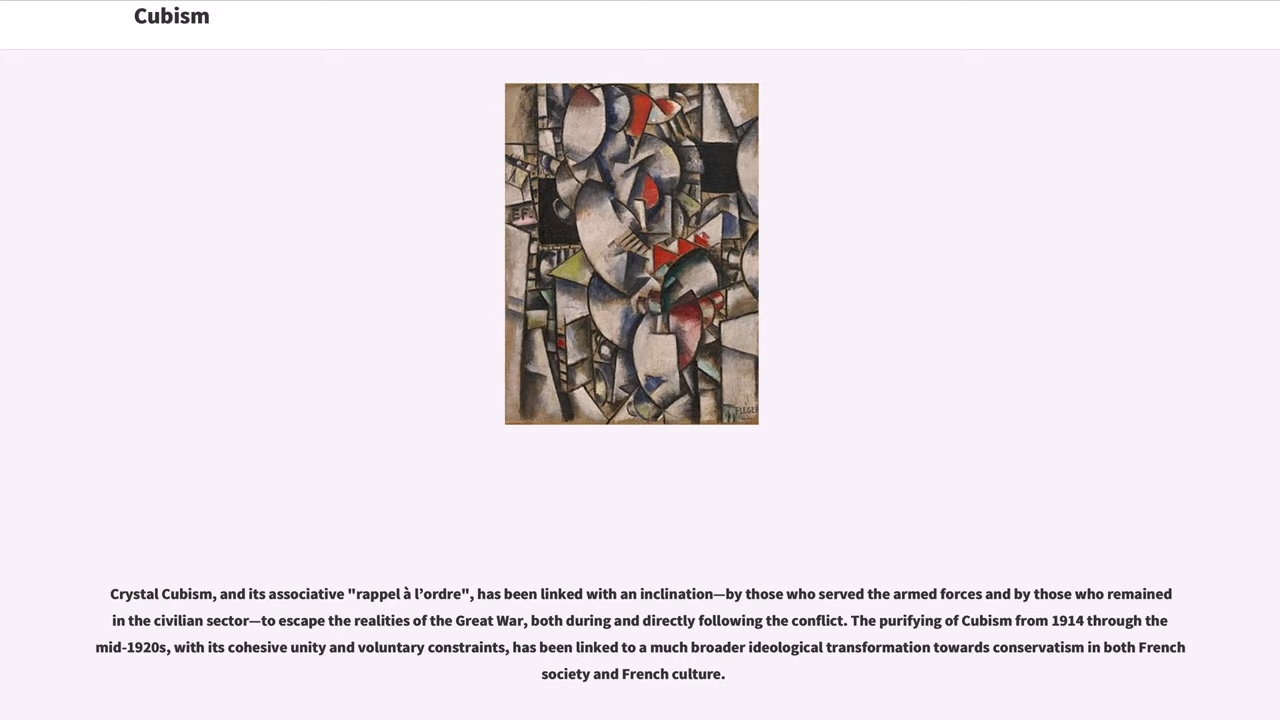 Cubism
EF.
F.LEGER
Crystal Cubism, and its associative "rappel à l’ordre", has been linked with an inclination—by those who served the armed forces and by those who remained
in the civilian sector—to escape the realities of the Great War, both during and directly following the conflict. The purifying of Cubism from 1914 through the
mid-1920s, with its cohesive unity and voluntary constraints, has been linked to a much broader ideological transformation towards conservatism in both French
society and French culture.